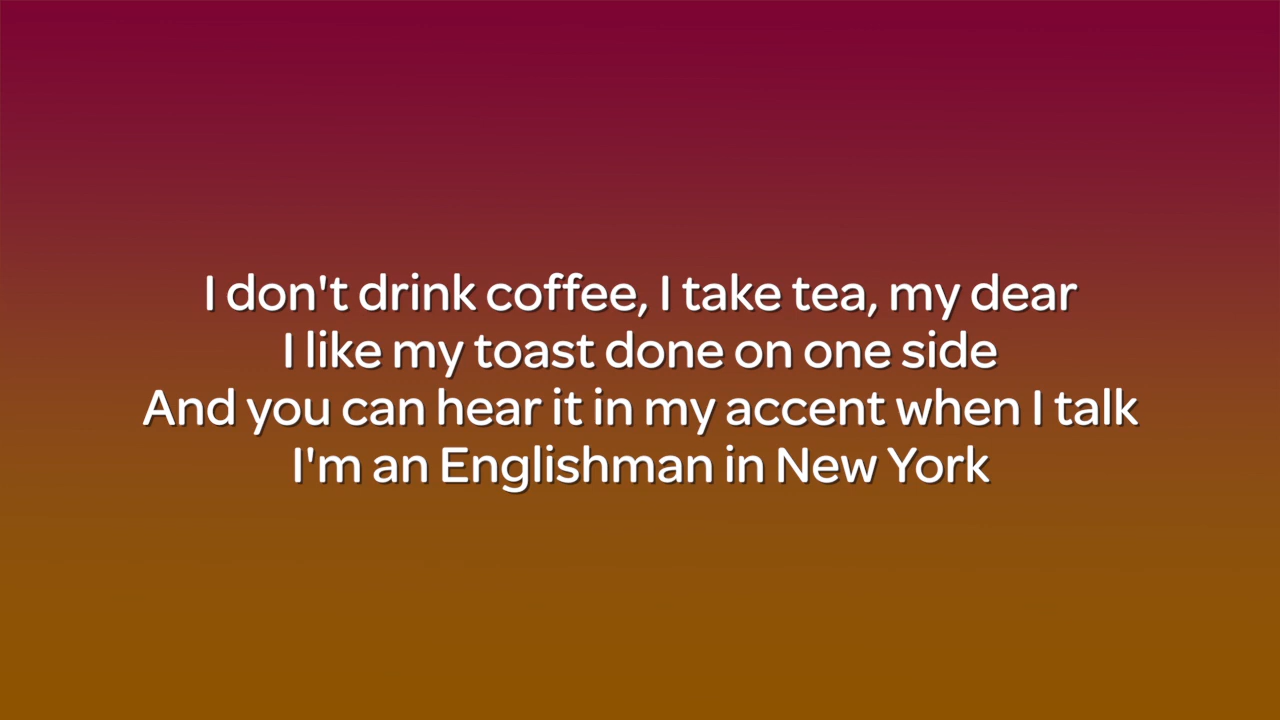 I don't drink coffee, I take tea, my dear
I like my toast done on one side
And you can hear it in my accent when I talk
I'm an Englishman in New York